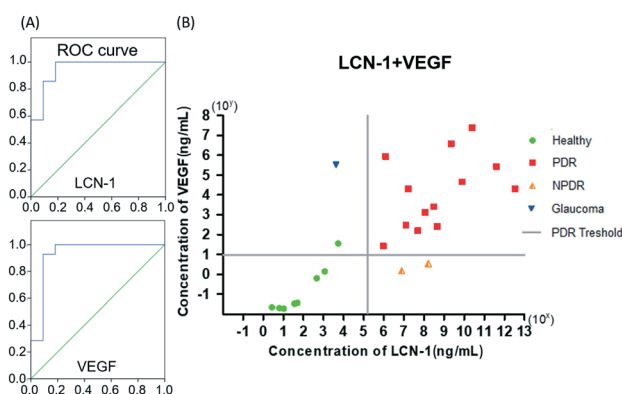 (A)
ROC curve
1.0
0.8
0.6
0.4
0.2
0.0
LCN-1
0.0 0.2 0.4 0.6 0.8 1.0
1.0
0.8
0.6
0.4
0.2
0.0
VEGF
0.0 0.2 0.4 0.6 0.8 1.0
(B)
LCN-1+VEGF
(10ʸ)
Concentration of VEGF(ng/mL)
8
7
6
5
4
3
2
1
0
-1
-1 0 1 2 3 4 5 6 7 8 9 10 11 12 13
(10ˣ)
Concentration of LCN-1(ng/mL)
Healthy
PDR
NPDR
Glaucoma
PDR Treshold